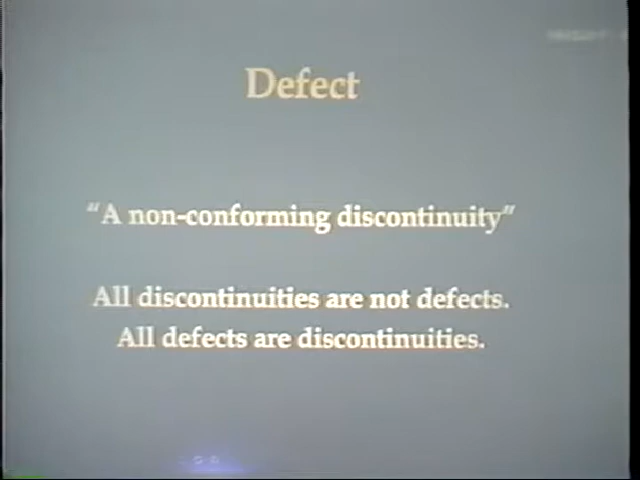 Defect
"A non-conforming discontinuity"
All discontinuities are not defects.
All defects are discontinuities.